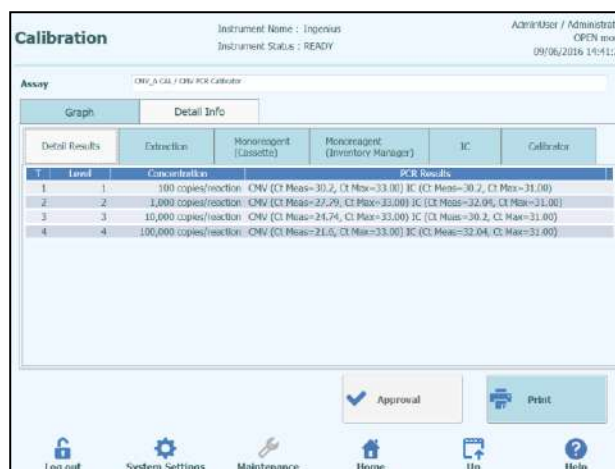 Calibration
Instrument Name : Ingenius
Instrument Status : READY
AdminUser / Administrat
OPEN mo
09/06/2016 14:41:
Assay
CMV_A CAL / CMV PCR Calibrator
Graph
Detail Info
Detail Results
Extraction
Monoreagent (Cassette)
Monoreagent (Inventory Manager)
IC
Calibrator
T Level Concentration PCR Results
1 1 100 copies/reaction CMV (Ct Meas=30.2, Ct Max=33.00) IC (Ct Meas=30.2, Ct Max=31.00)
2 2 1,000 copies/reaction CMV (Ct Meas=27.79, Ct Max=33.00) IC (Ct Meas=32.04, Ct Max=31.00)
3 3 10,000 copies/reaction CMV (Ct Meas=24.74, Ct Max=33.00) IC (Ct Meas=30.2, Ct Max=31.00)
4 4 100,000 copies/reaction CMV (Ct Meas=21.6, Ct Max=33.00) IC (Ct Meas=32.04, Ct Max=31.00)
Approval
Print
Log out
System Settings
Maintenance
Home
Up
Help